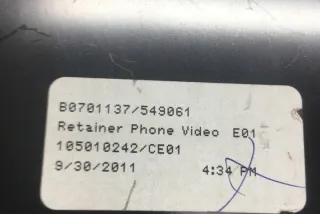 B0701137/549061
Retainer Phone Video E01
105010242/CE01
9/30/2011 4:34 PM